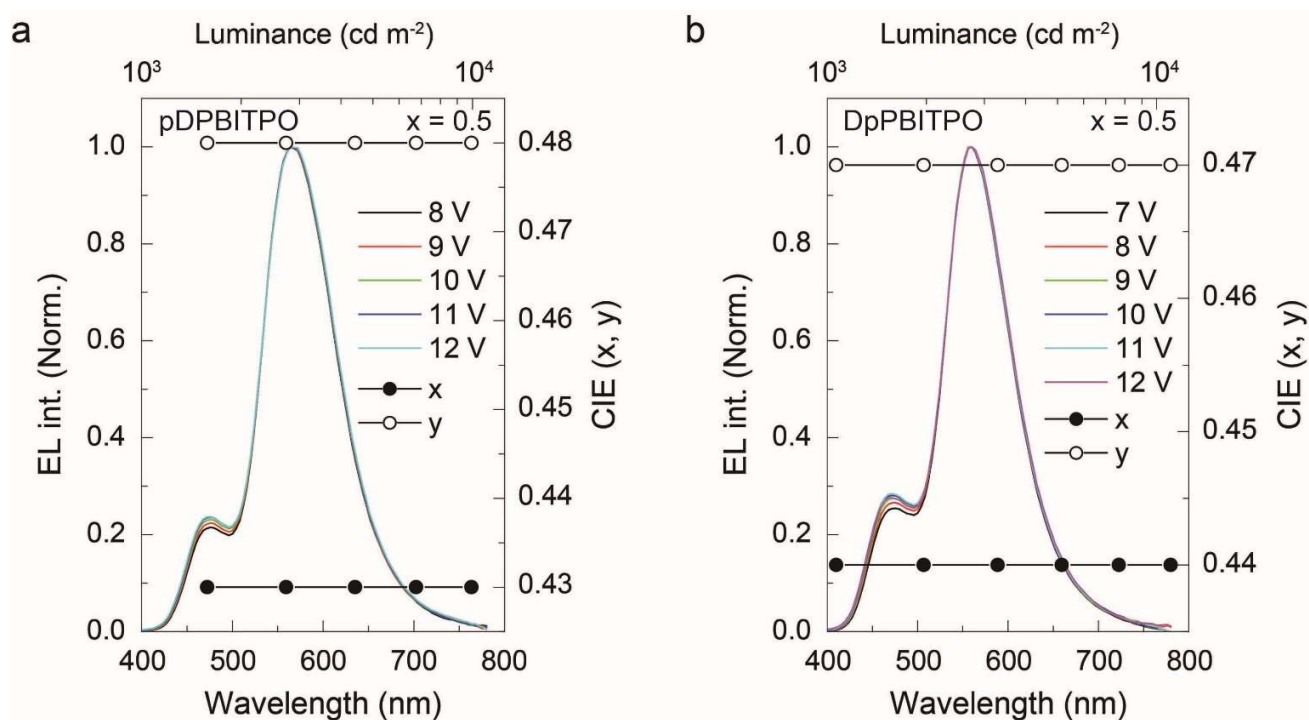 a
Luminance (cd m⁻²)
10³ 10⁴
pDPBITPO x = 0.5
1.0
0.8
0.6
0.4
0.2
0.0
EL int. (Norm.)
8 V
9 V
10 V
11 V
12 V
x
y
0.48
0.47
0.46
0.45
0.44
0.43
CIE (x, y)
400 500 600 700 800
Wavelength (nm)
b
Luminance (cd m⁻²)
10³ 10⁴
DpPBITPO x = 0.5
1.0
0.8
0.6
0.4
0.2
0.0
EL int. (Norm.)
7 V
8 V
9 V
10 V
11 V
12 V
x
y
0.47
0.46
0.45
0.44
CIE (x, y)
400 500 600 700 800
Wavelength (nm)